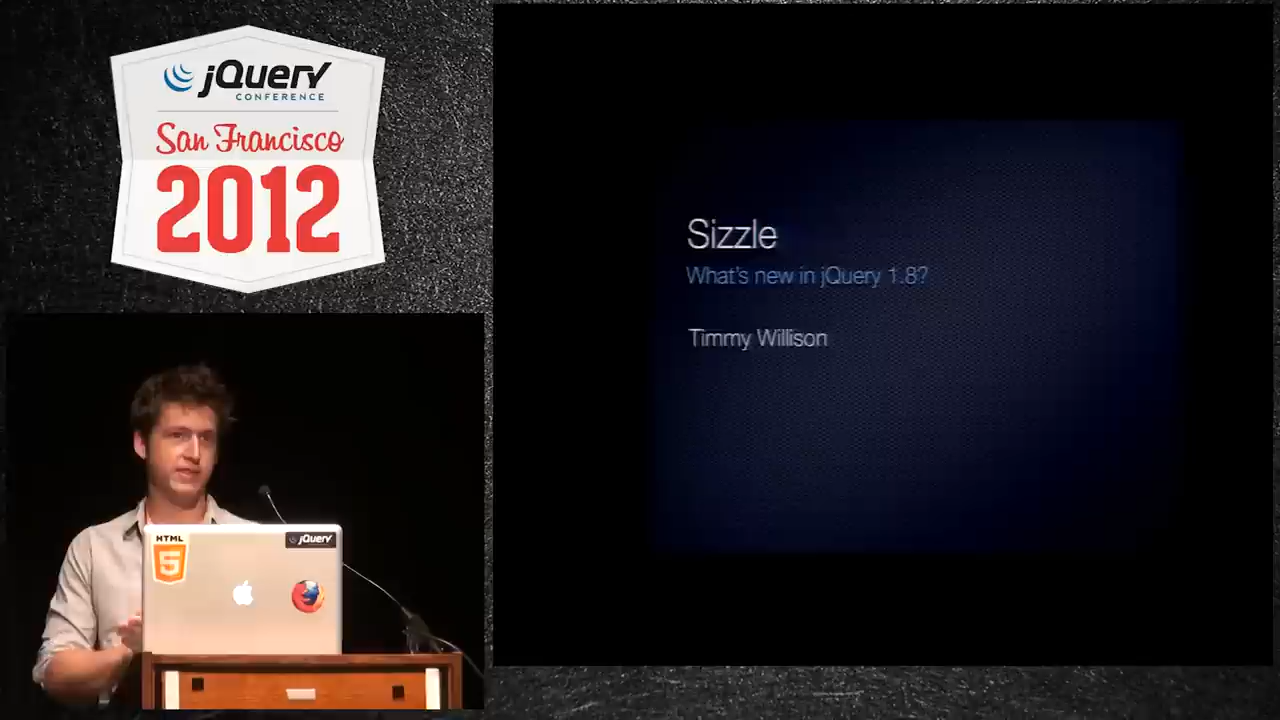 jQuery
CONFERENCE
San Francisco
2012
Sizzle
What's new in jQuery 1.8?
Timmy Willison
HTML
5
jQuery